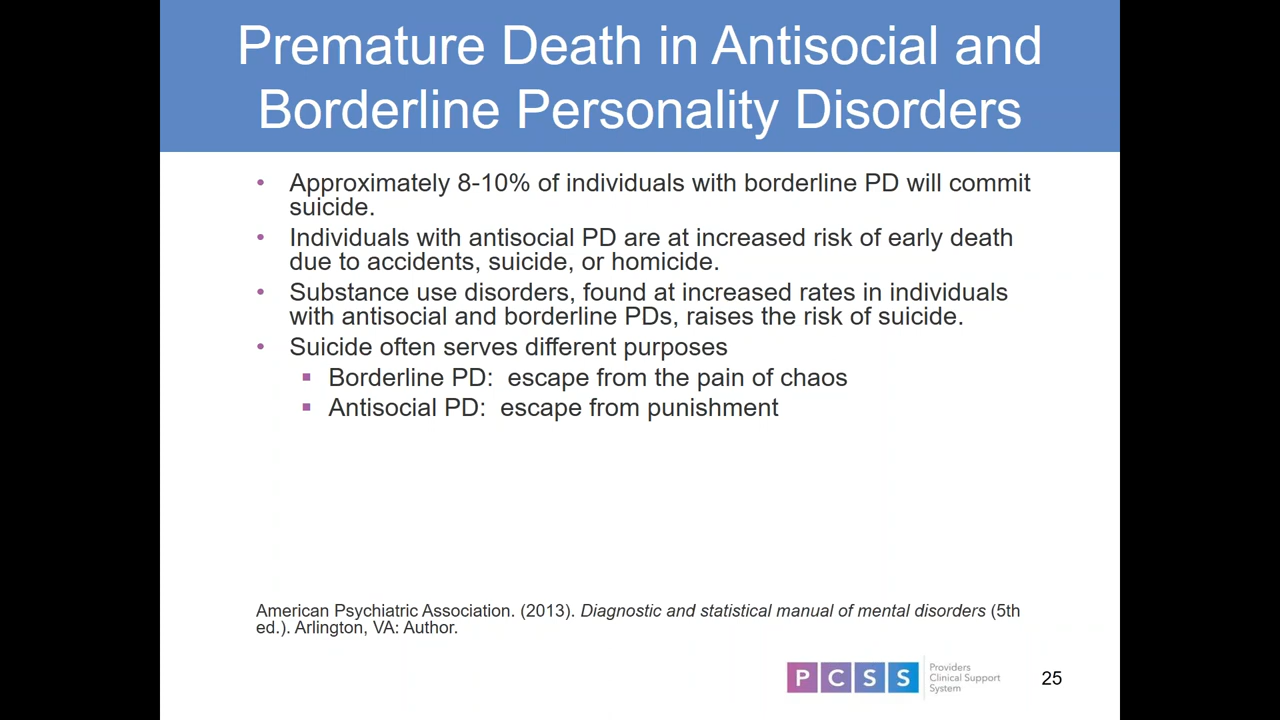 Premature Death in Antisocial and
Borderline Personality Disorders
• Approximately 8-10% of individuals with borderline PD will commit
suicide.
• Individuals with antisocial PD are at increased risk of early death
due to accidents, suicide, or homicide.
• Substance use disorders, found at increased rates in individuals
with antisocial and borderline PDs, raises the risk of suicide.
• Suicide often serves different purposes
▪ Borderline PD:  escape from the pain of chaos
▪ Antisocial PD:  escape from punishment
American Psychiatric Association. (2013). Diagnostic and statistical manual of mental disorders (5th
ed.). Arlington, VA: Author.
PCSS
Providers
Clinical Support
System
25